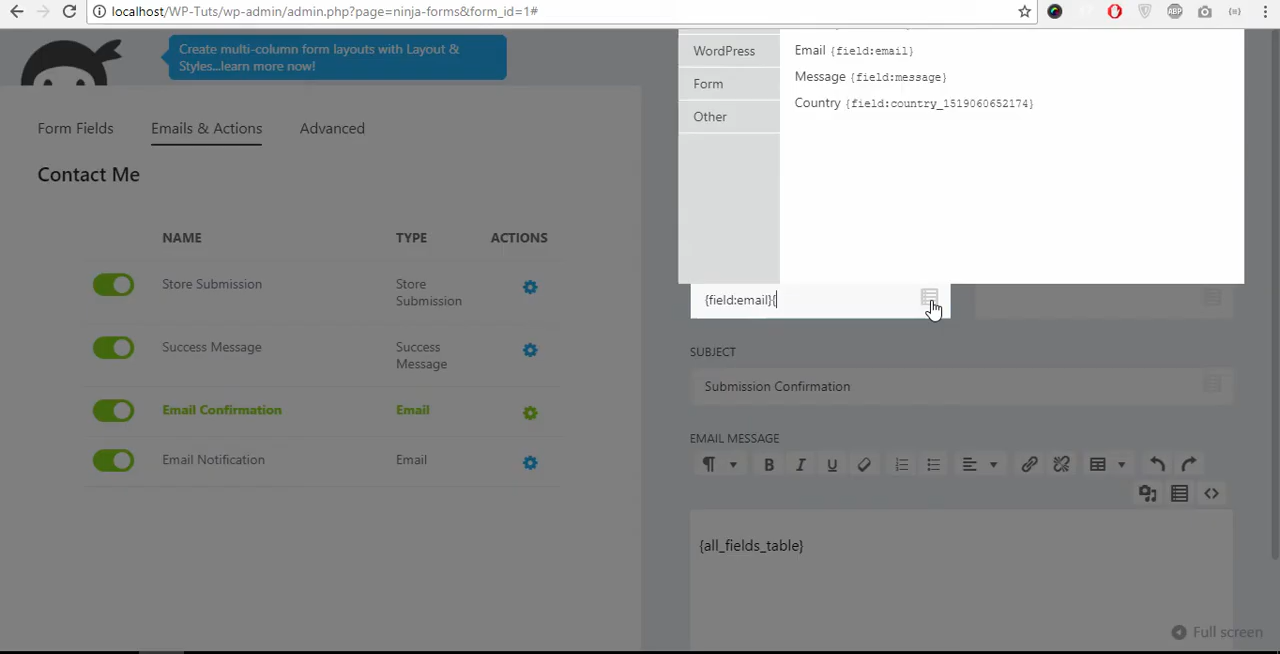 localhost/WP-Tuts/wp-admin/admin.php?page=ninja-forms&form_id=1#
ABP
Create multi-column form layouts with Layout &
Styles...learn more now!
WordPress
Form
Other
Email {field:email}
Message {field:message}
Country {field:country_1519060652174}
Form Fields
Emails & Actions
Advanced
Contact Me
NAME TYPE ACTIONS
Store Submission
Store
Submission
Success Message
Success
Message
Email Confirmation
Email
Email Notification
Email
{field:email}{
SUBJECT
Submission Confirmation
EMAIL MESSAGE
B I U
{all_fields_table}
Full screen